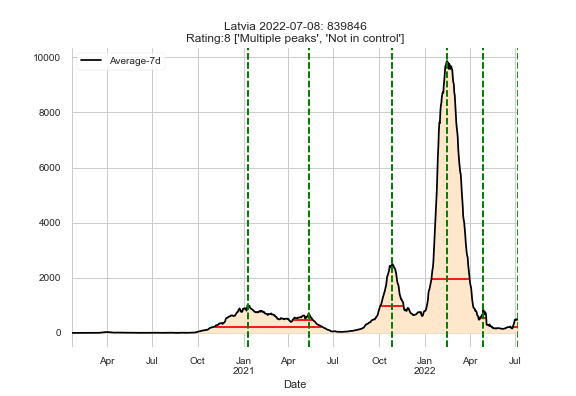 Latvia 2022-07-08: 839846
Rating:8 ['Multiple peaks', 'Not in control']
Average-7d
10000
8000
6000
4000
2000
0
Apr Jul Oct Jan Apr Jul Oct Jan Apr Jul
2021 2022
Date